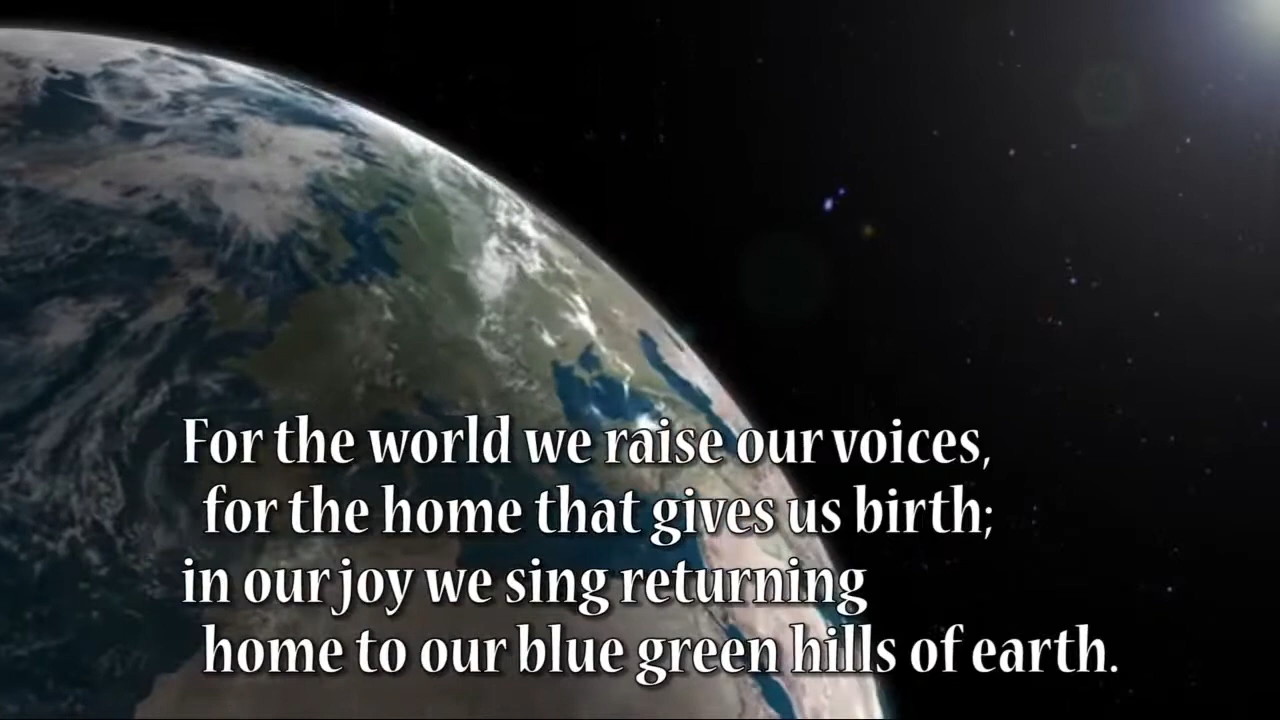 For the world we raise our voices,
for the home that gives us birth;
in our joy we sing returning
home to our blue green hills of earth.